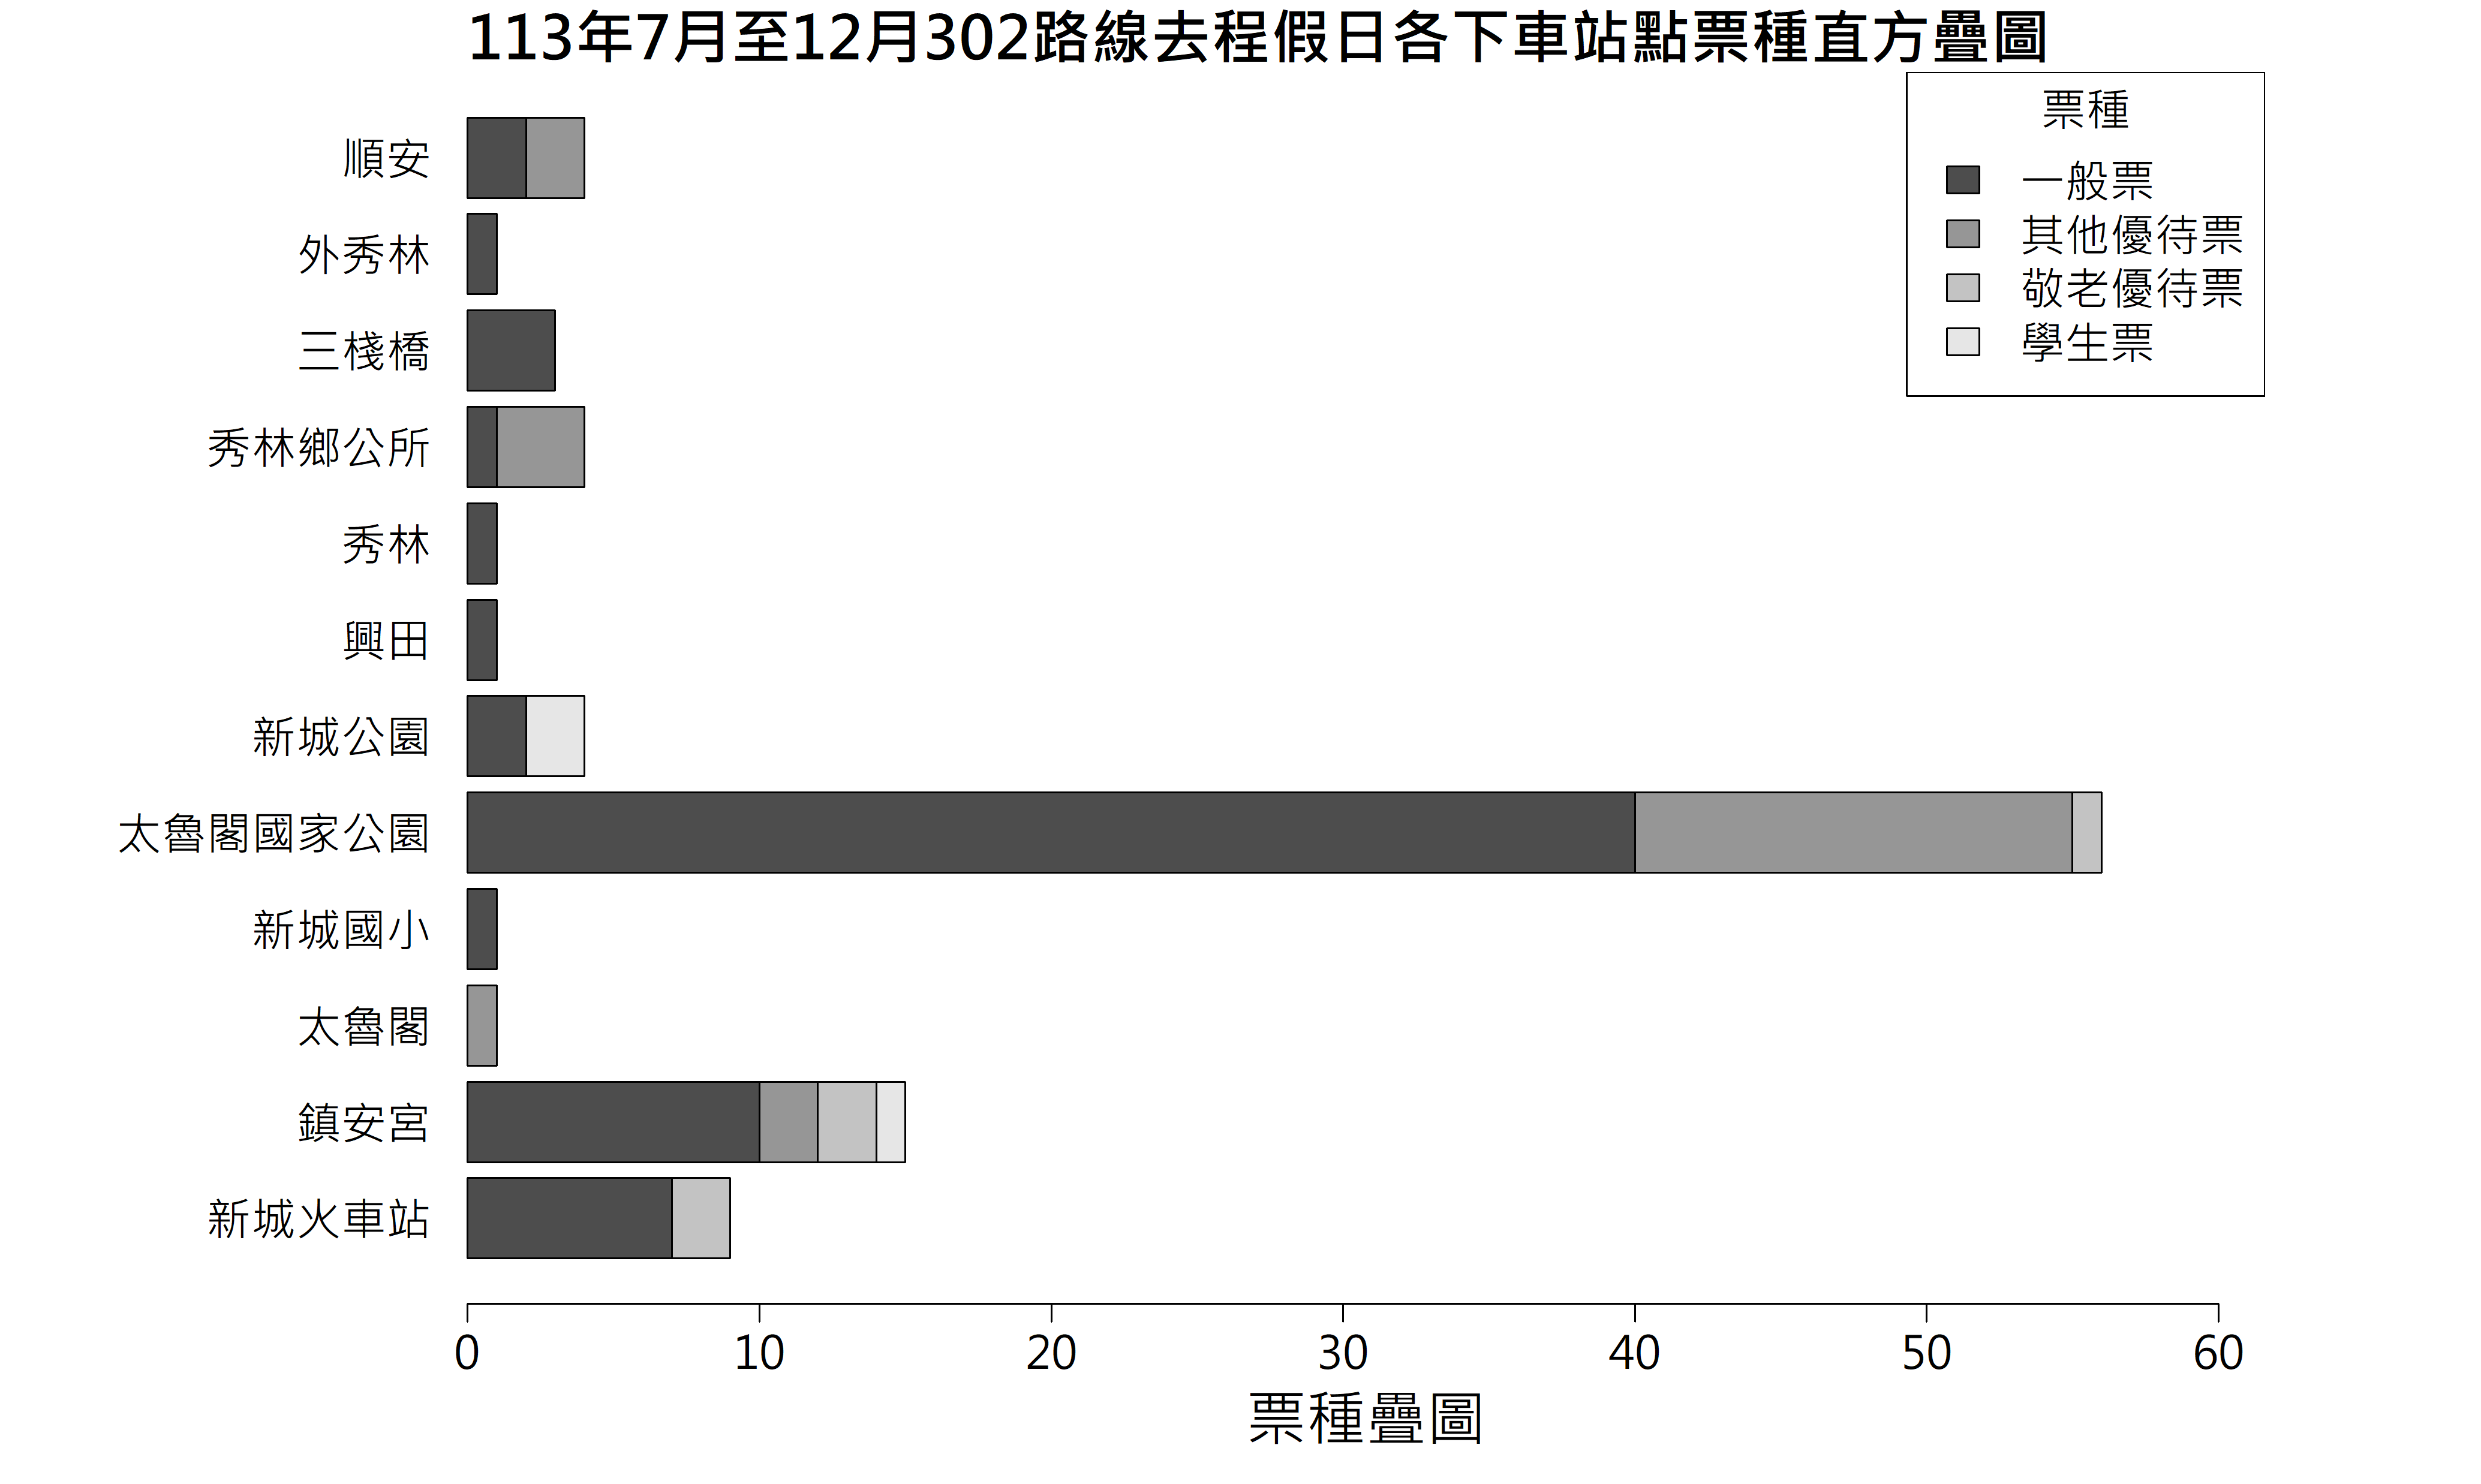 113年7月至12月302路線去程假日各下車站點票種直方疊圖
票種
一般票
其他優待票
敬老優待票
學生票
順安
外秀林
三棧橋
秀林鄉公所
秀林
興田
新城公園
太魯閣國家公園
新城國小
太魯閣
鎮安宮
新城火車站
0 10 20 30 40 50 60
票種疊圖